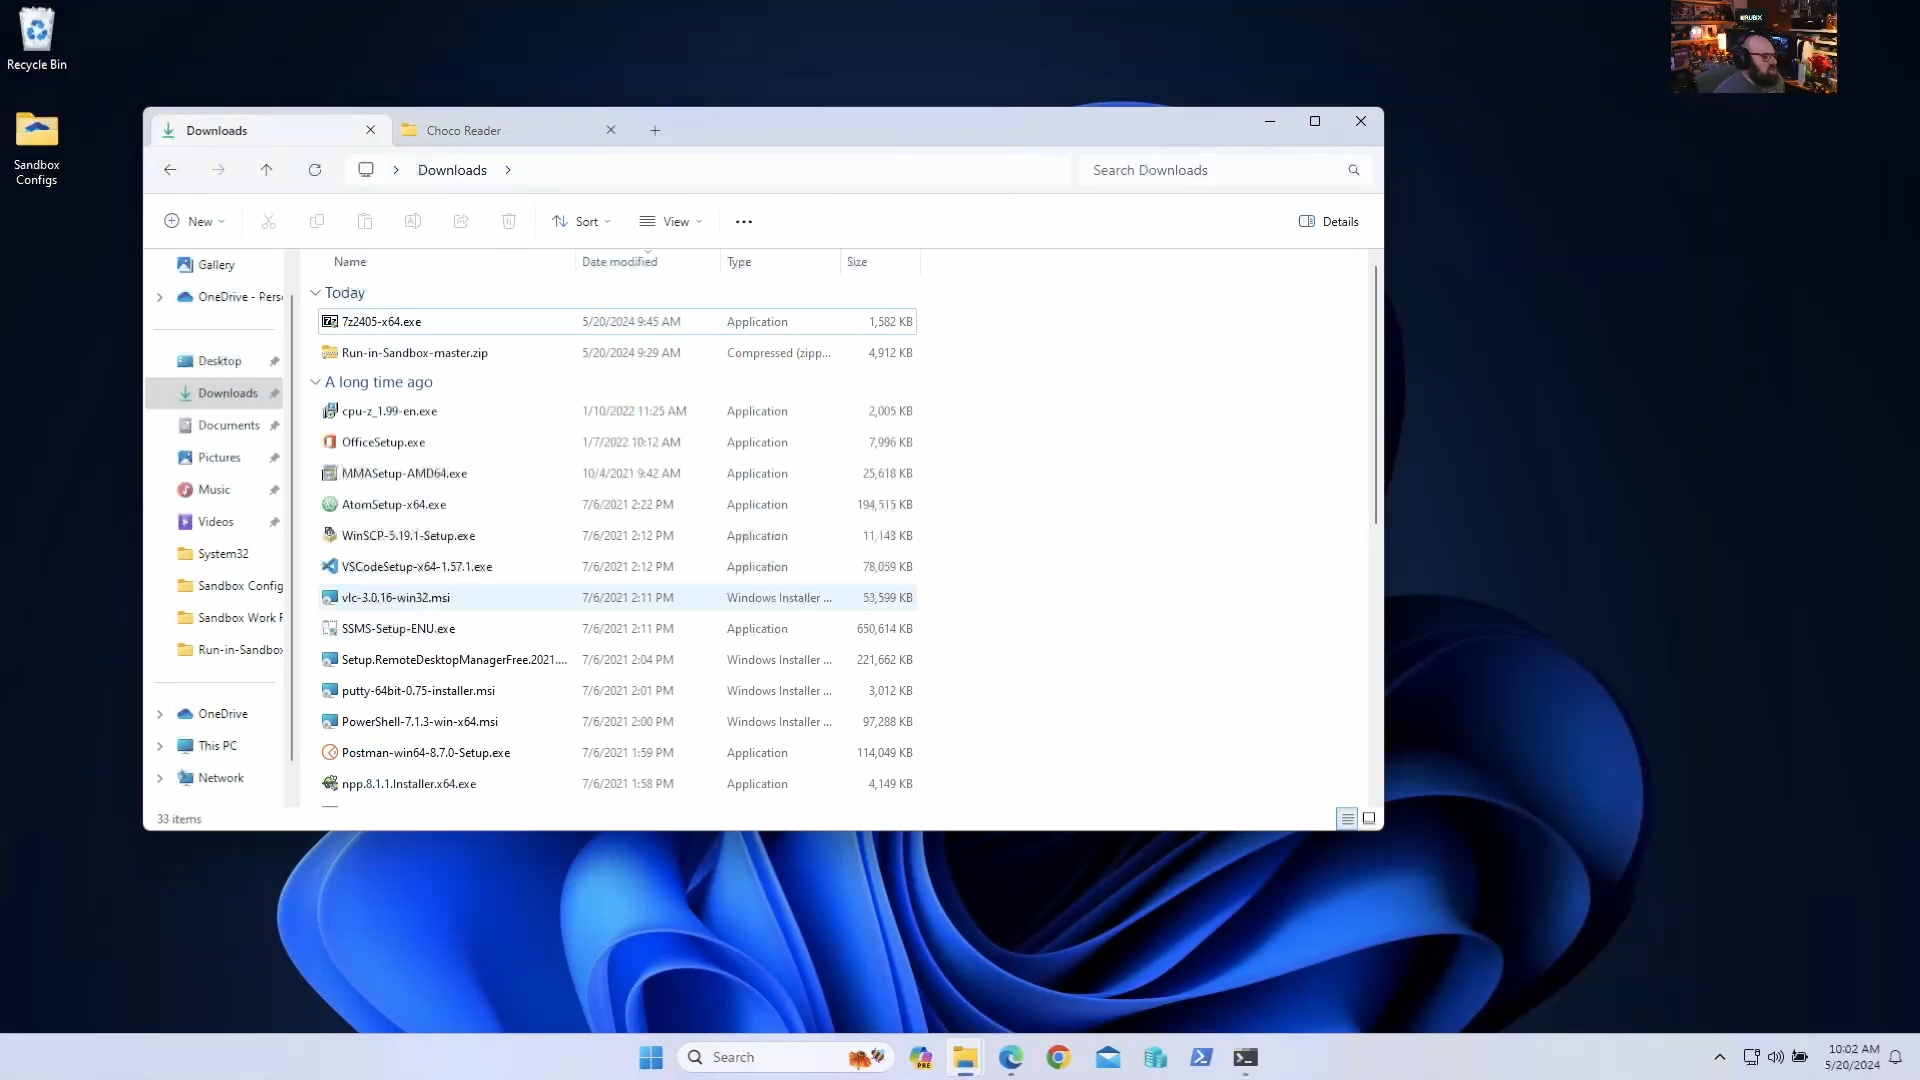 Recycle Bin
Sandbox
Configs
RUBIX
Downloads
Choco Reader
Downloads
Search Downloads
New
Sort
View
Details
Gallery
OneDrive - Pers
Desktop
Downloads
Documents
Pictures
Music
Videos
System32
Sandbox Config
Sandbox Work F
Run-in-Sandbox
OneDrive
This PC
Network
Name Date modified Type Size
Today
7z2405-x64.exe 5/20/2024 9:45 AM Application 1,582 KB
Run-in-Sandbox-master.zip 5/20/2024 9:29 AM Compressed (zipp... 4,912 KB
A long time ago
cpu-z_1.99-en.exe 1/10/2022 11:25 AM Application 2,005 KB
OfficeSetup.exe 1/7/2022 10:12 AM Application 7,996 KB
MMASetup-AMD64.exe 10/4/2021 9:42 AM Application 25,618 KB
AtomSetup-x64.exe 7/6/2021 2:22 PM Application 194,515 KB
WinSCP-5.19.1-Setup.exe 7/6/2021 2:12 PM Application 11,143 KB
VSCodeSetup-x64-1.57.1.exe 7/6/2021 2:12 PM Application 78,059 KB
vlc-3.0.16-win32.msi 7/6/2021 2:11 PM Windows Installer ... 53,599 KB
SSMS-Setup-ENU.exe 7/6/2021 2:11 PM Application 650,614 KB
Setup.RemoteDesktopManagerFree.2021.... 7/6/2021 2:04 PM Windows Installer ... 221,662 KB
putty-64bit-0.75-installer.msi 7/6/2021 2:01 PM Windows Installer ... 3,012 KB
PowerShell-7.1.3-win-x64.msi 7/6/2021 2:00 PM Windows Installer ... 97,288 KB
Postman-win64-8.7.0-Setup.exe 7/6/2021 1:59 PM Application 114,049 KB
npp.8.1.1.Installer.x64.exe 7/6/2021 1:58 PM Application 4,149 KB
33 items
Search
PRE
10:02 AM
5/20/2024